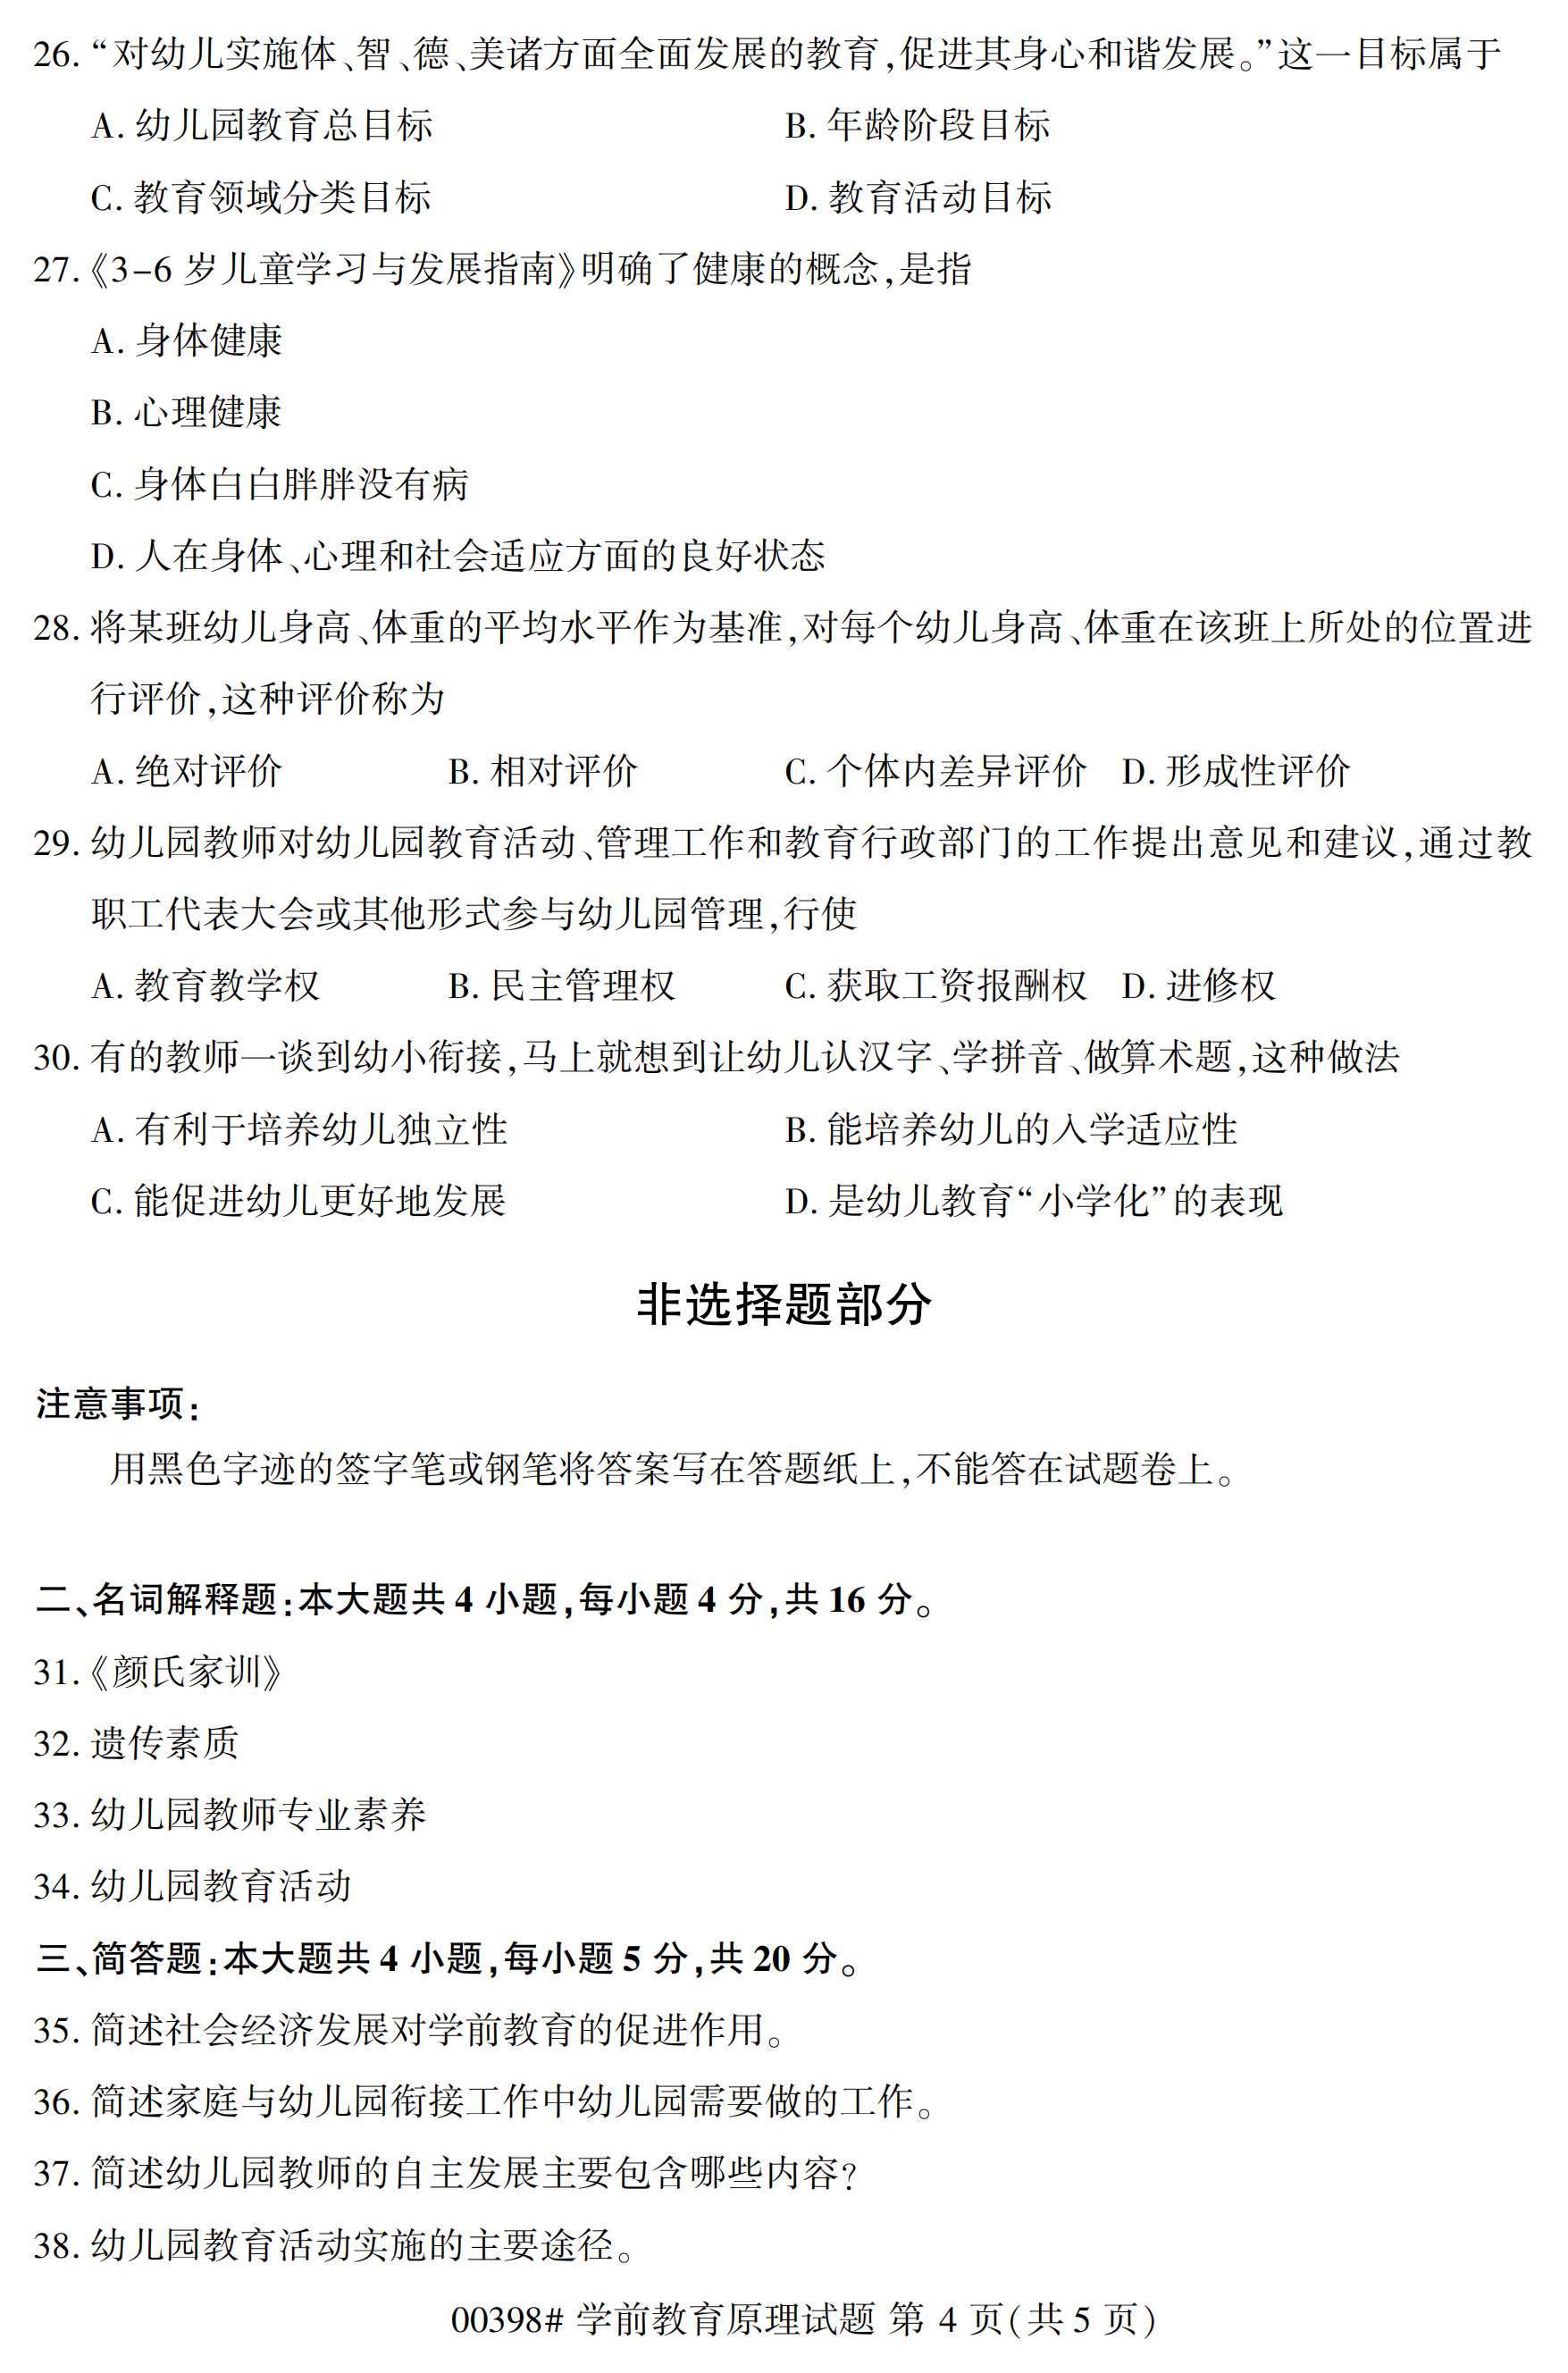 26. “对幼儿实施体、智、德、美诸方面全面发展的教育,促进其身心和谐发展。”这一目标属于
A. 幼儿园教育总目标 B. 年龄阶段目标
C. 教育领域分类目标 D. 教育活动目标
27.《3-6 岁儿童学习与发展指南》明确了健康的概念,是指
A. 身体健康
B. 心理健康
C. 身体白白胖胖没有病
D. 人在身体、心理和社会适应方面的良好状态
28. 将某班幼儿身高、体重的平均水平作为基准,对每个幼儿身高、体重在该班上所处的位置进
行评价,这种评价称为
A. 绝对评价 B. 相对评价 C. 个体内差异评价 D. 形成性评价
29. 幼儿园教师对幼儿园教育活动、管理工作和教育行政部门的工作提出意见和建议,通过教
职工代表大会或其他形式参与幼儿园管理,行使
A. 教育教学权 B. 民主管理权 C. 获取工资报酬权 D. 进修权
30. 有的教师一谈到幼小衔接,马上就想到让幼儿认汉字、学拼音、做算术题,这种做法
A. 有利于培养幼儿独立性 B. 能培养幼儿的入学适应性
C. 能促进幼儿更好地发展 D. 是幼儿教育“小学化”的表现
非选择题部分
注意事项:
用黑色字迹的签字笔或钢笔将答案写在答题纸上,不能答在试题卷上。
二、名词解释题:本大题共 4 小题,每小题 4 分,共 16 分。
31.《颜氏家训》
32. 遗传素质
33. 幼儿园教师专业素养
34. 幼儿园教育活动
三、简答题:本大题共 4 小题,每小题 5 分,共 20 分。
35. 简述社会经济发展对学前教育的促进作用。
36. 简述家庭与幼儿园衔接工作中幼儿园需要做的工作。
37. 简述幼儿园教师的自主发展主要包含哪些内容?
38. 幼儿园教育活动实施的主要途径。
00398# 学前教育原理试题 第 4 页(共 5 页)